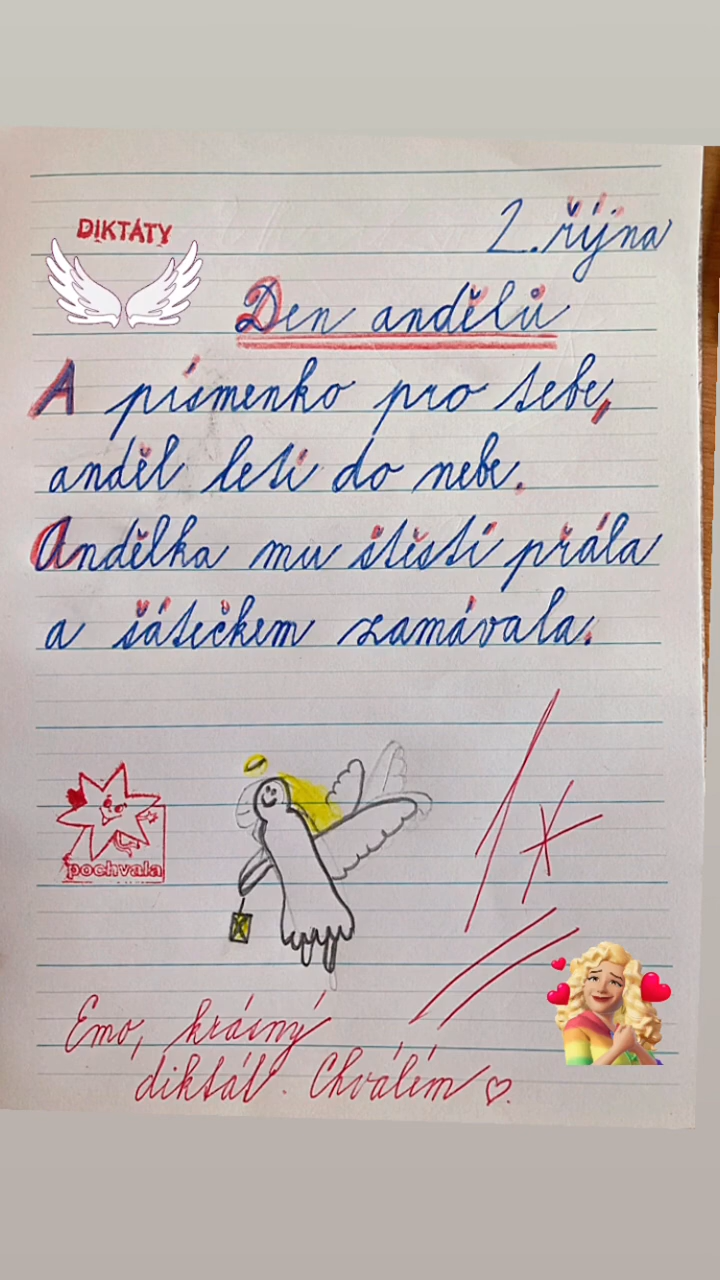 DIKTÁTY
2. října
Den andělů
A písmenko pro tebe,
anděl letí do nebe.
Andělka mu štěstí přála
a šátečkem zamávala.
pochvala
1*
Emo, krásný
diktát. Chválím ♡.